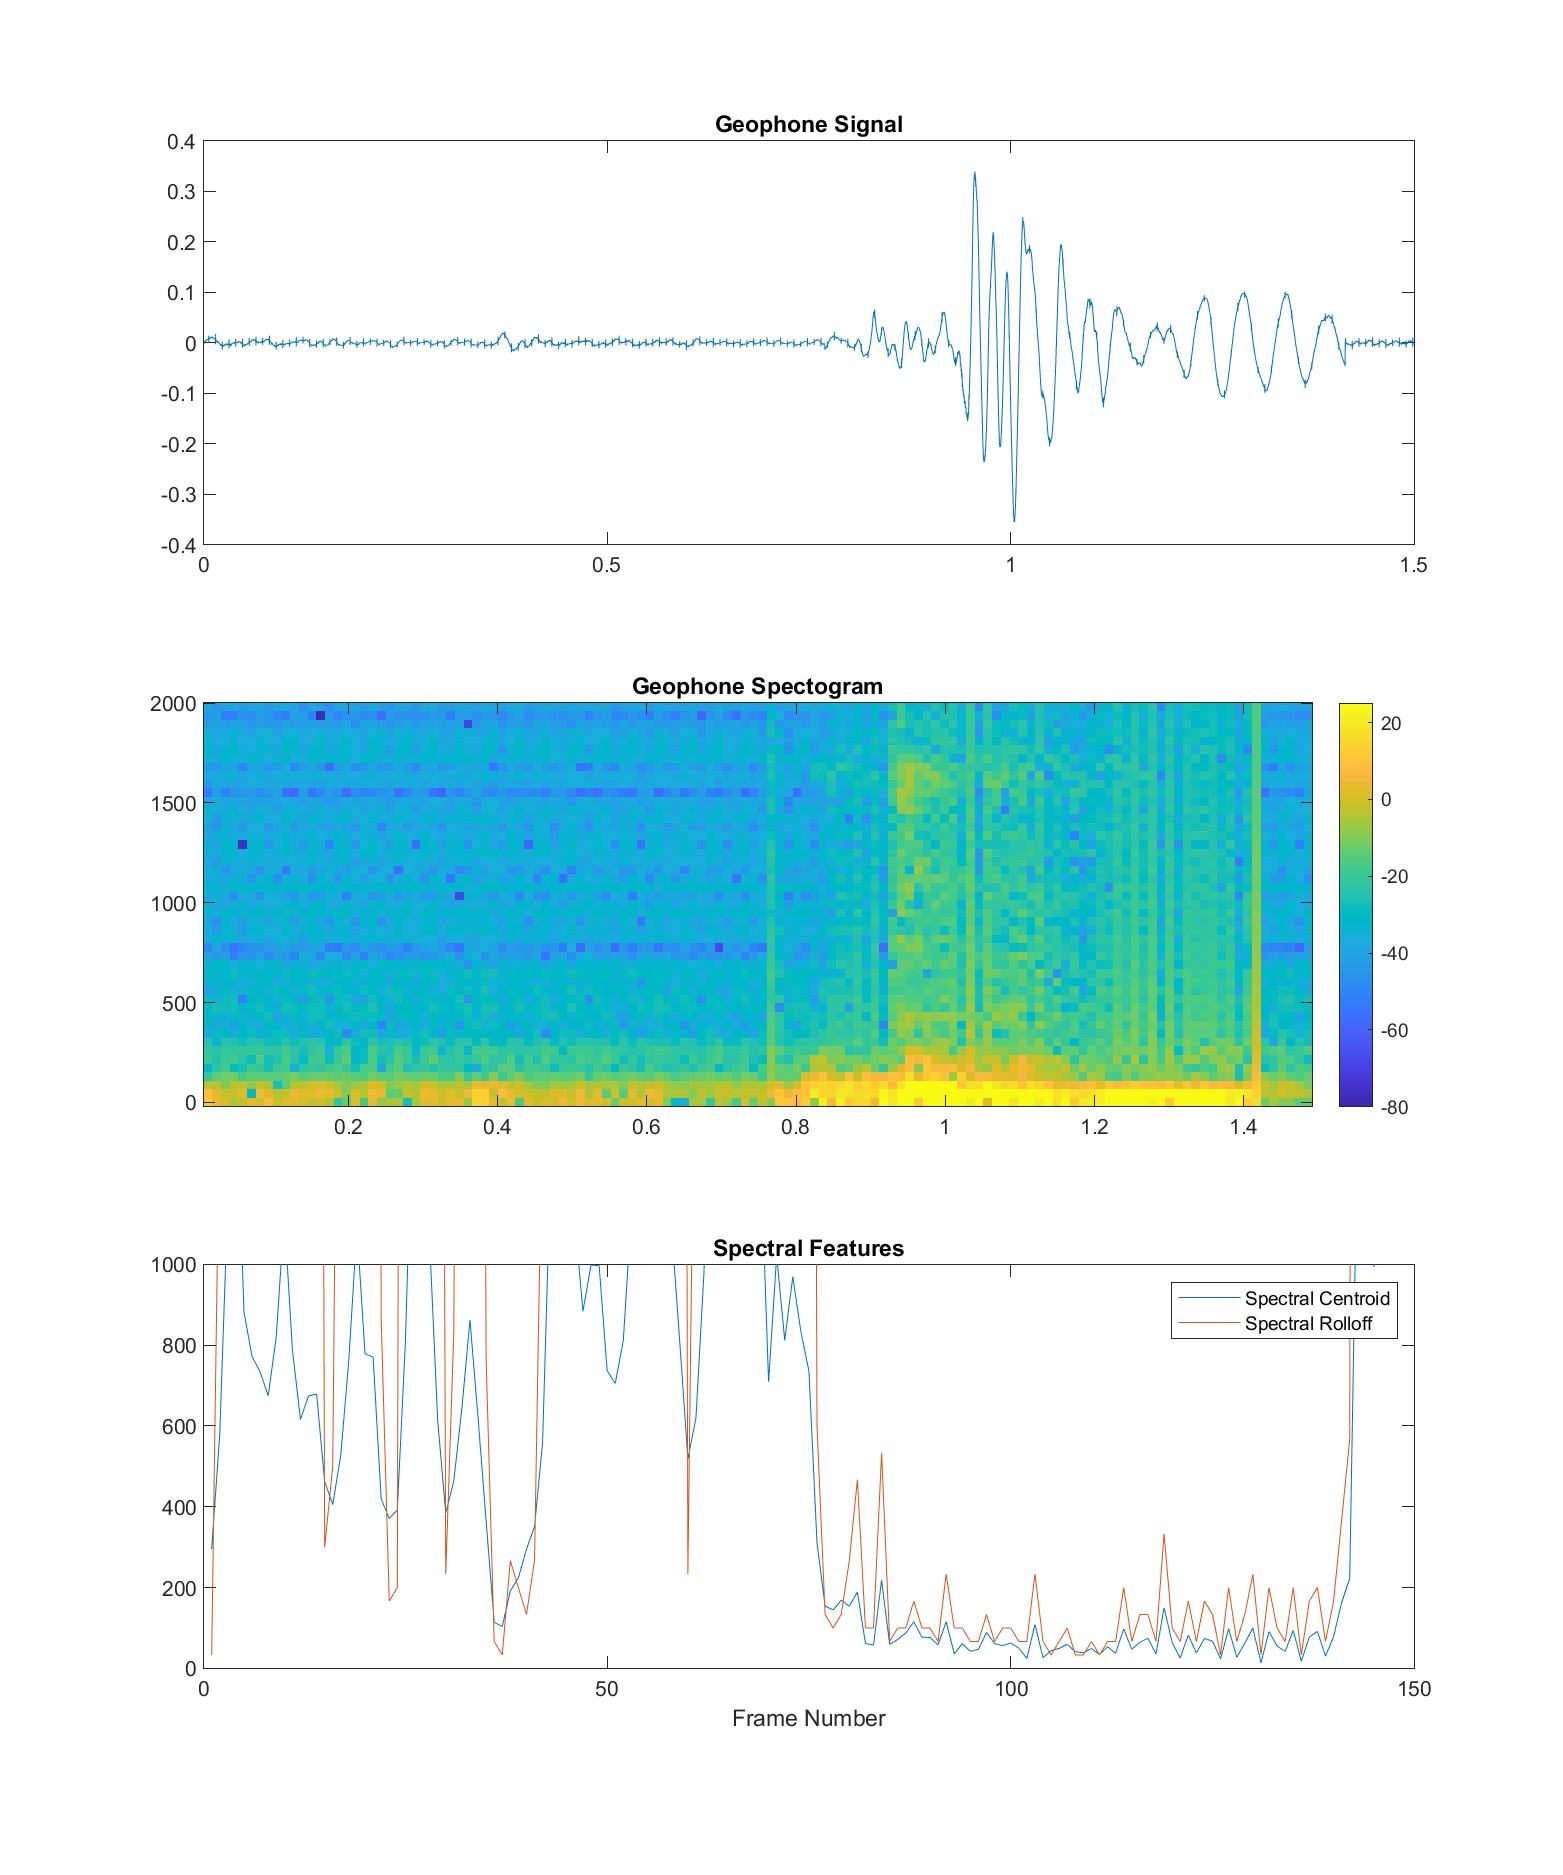 Geophone Signal
0.4
0.3
0.2
0.1
0
-0.1
-0.2
-0.3
-0.4
0 0.5 1 1.5
Geophone Spectogram
2000
1500
1000
500
0
0.2 0.4 0.6 0.8 1 1.2 1.4
20
0
-20
-40
-60
-80
Spectral Features
1000
800
600
400
200
0
Spectral Centroid
Spectral Rolloff
0 50 100 150
Frame Number